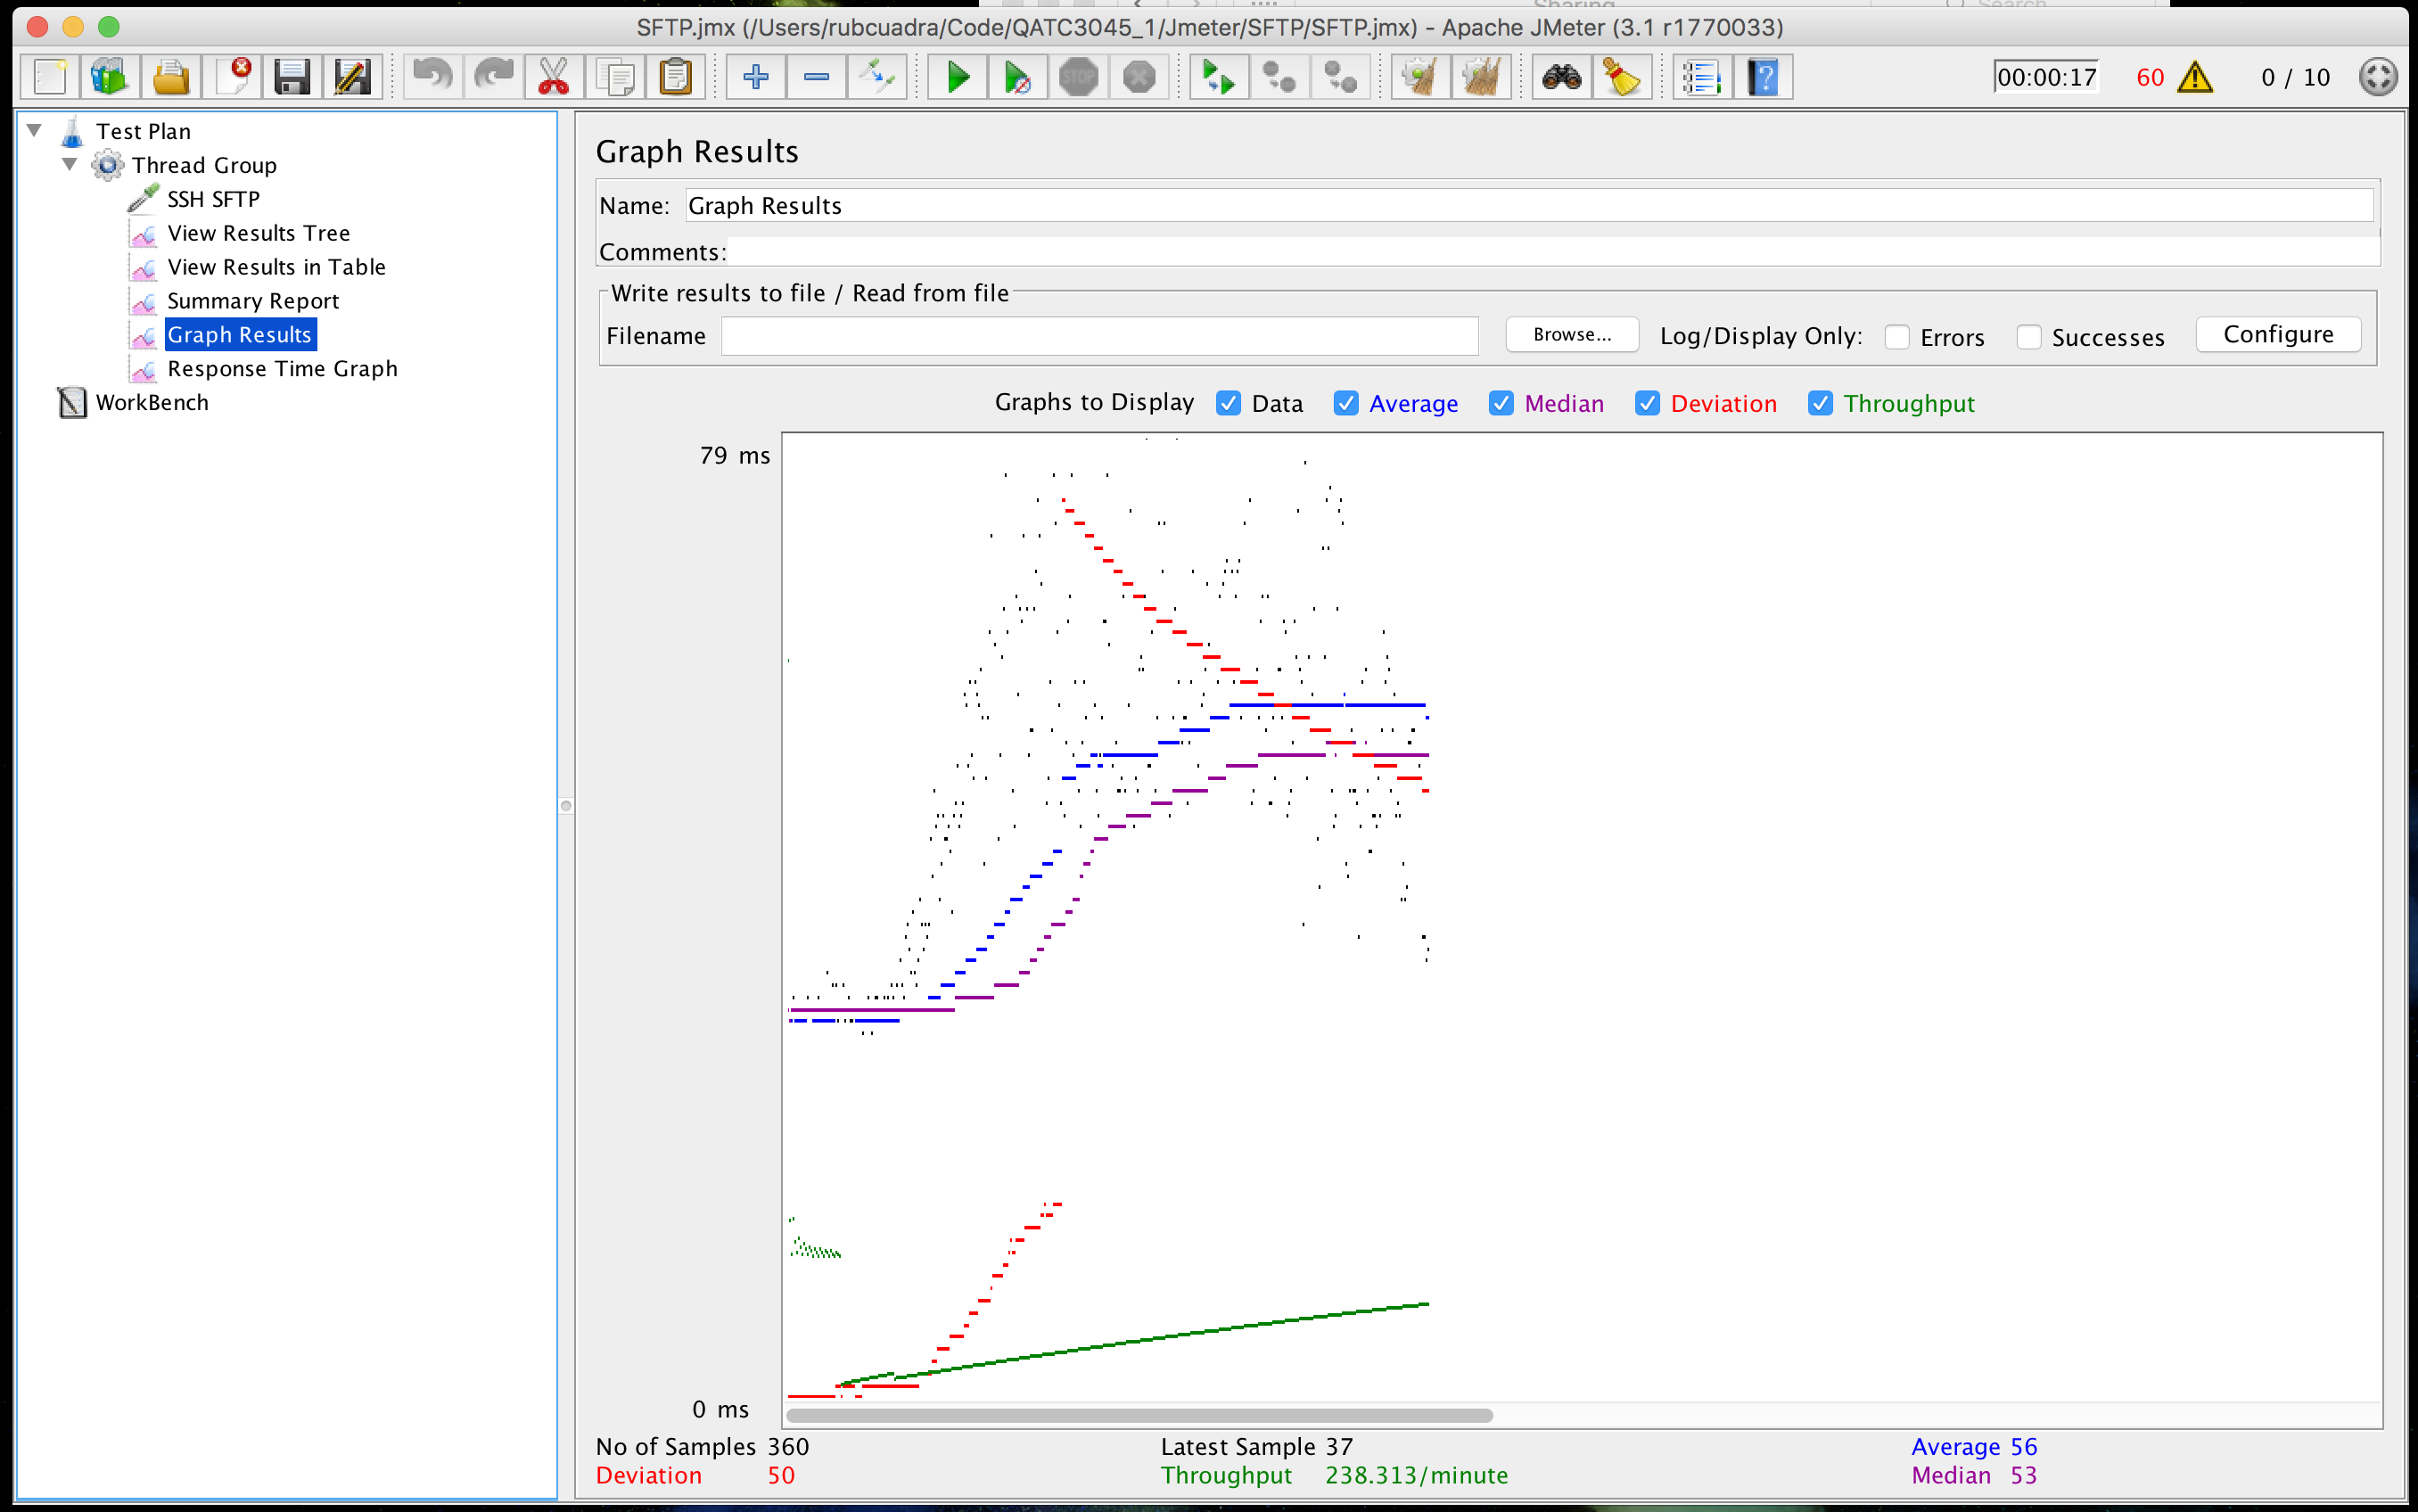 Sharing
Search
SFTP.jmx (/Users/rubcuadra/Code/QATC3045_1/Jmeter/SFTP/SFTP.jmx) - Apache JMeter (3.1 r1770033)
STOP
?
00:00:17 60 0 / 10
Test Plan
Thread Group
SSH SFTP
View Results Tree
View Results in Table
Summary Report
Graph Results
Response Time Graph
WorkBench
Graph Results
Name: Graph Results
Comments:
Write results to file / Read from file
Filename Browse... Log/Display Only: Errors Successes Configure
Graphs to Display Data Average Median Deviation Throughput
79 ms
0 ms
No of Samples 360 Latest Sample 37 Average 56
Deviation 50 Throughput 238.313/minute Median 53